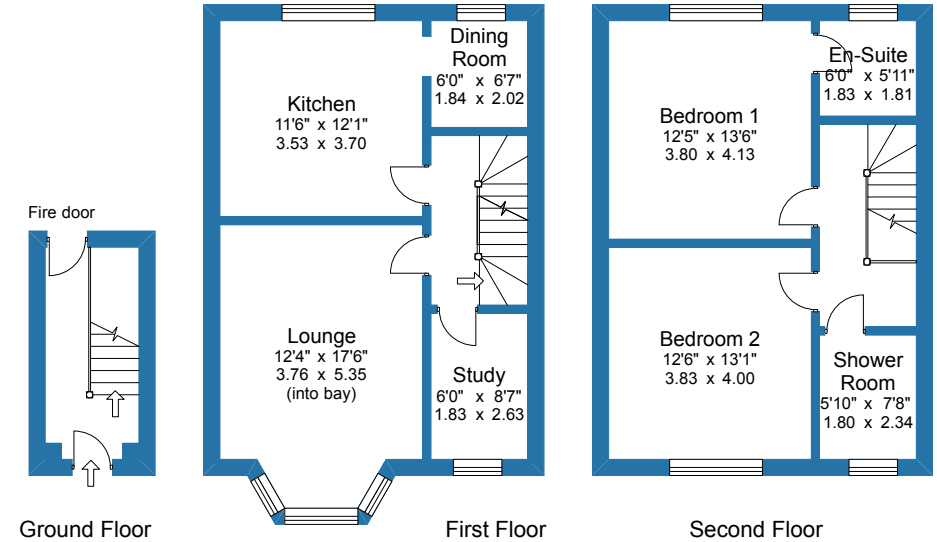 Fire door
Ground Floor
Kitchen
11'6" x 12'1"
3.53 x 3.70
Dining
Room
6'0" x 6'7"
1.84 x 2.02
Lounge
12'4" x 17'6"
3.76 x 5.35
(into bay)
Study
6'0" x 8'7"
1.83 x 2.63
First Floor
Bedroom 1
12'5" x 13'6"
3.80 x 4.13
En-Suite
6'0" x 5'11"
1.83 x 1.81
Bedroom 2
12'6" x 13'1"
3.83 x 4.00
Shower
Room
5'10" x 7'8"
1.80 x 2.34
Second Floor